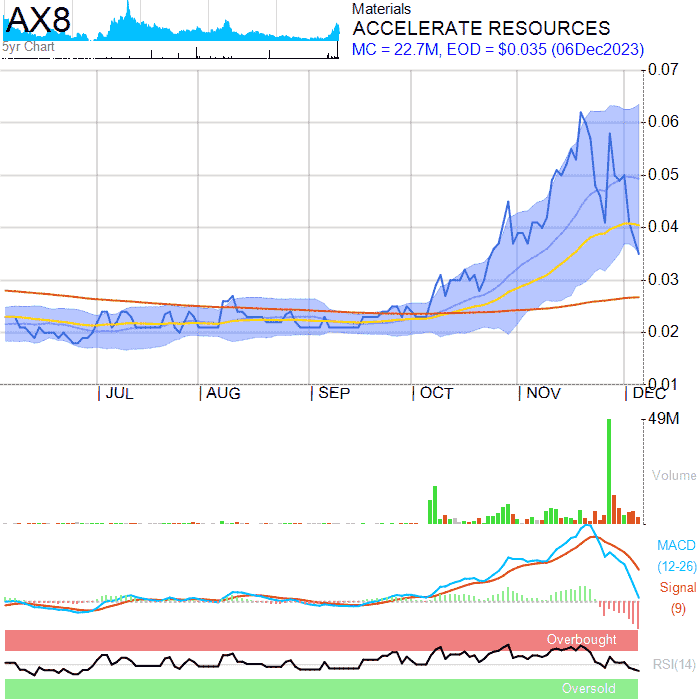 AX8
5yr Chart
Materials
ACCELERATE RESOURCES
MC = 22.7M, EOD = $0.035 (06Dec2023)
0.07
0.06
0.05
0.04
0.03
0.02
0.01
JUL AUG SEP OCT NOV DEC
49M
Volume
MACD
(12-26)
Signal
(9)
Overbought
RSI(14)
Oversold